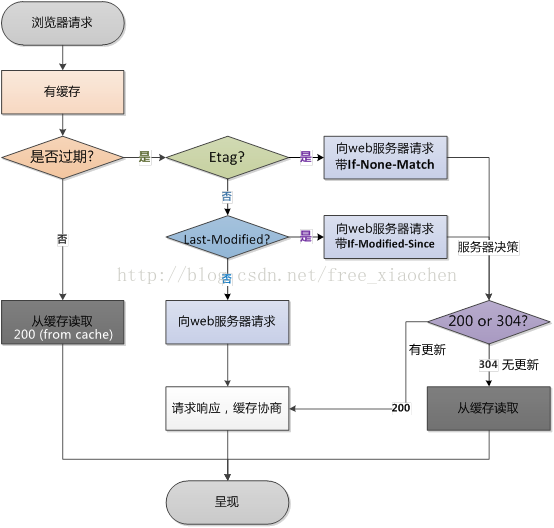 浏览器请求
有缓存
是否过期?
是
Etag?
是
向web服务器请求
带If-None-Match
否
否
Last-Modified?
是
向web服务器请求
带If-Modified-Since
服务器决策
http://blog.csdn.net/free_xiaochen
否
从缓存读取
200 (from cache)
向web服务器请求
200 or 304?
有更新
304 无更新
请求响应，缓存协商
200
从缓存读取
呈现